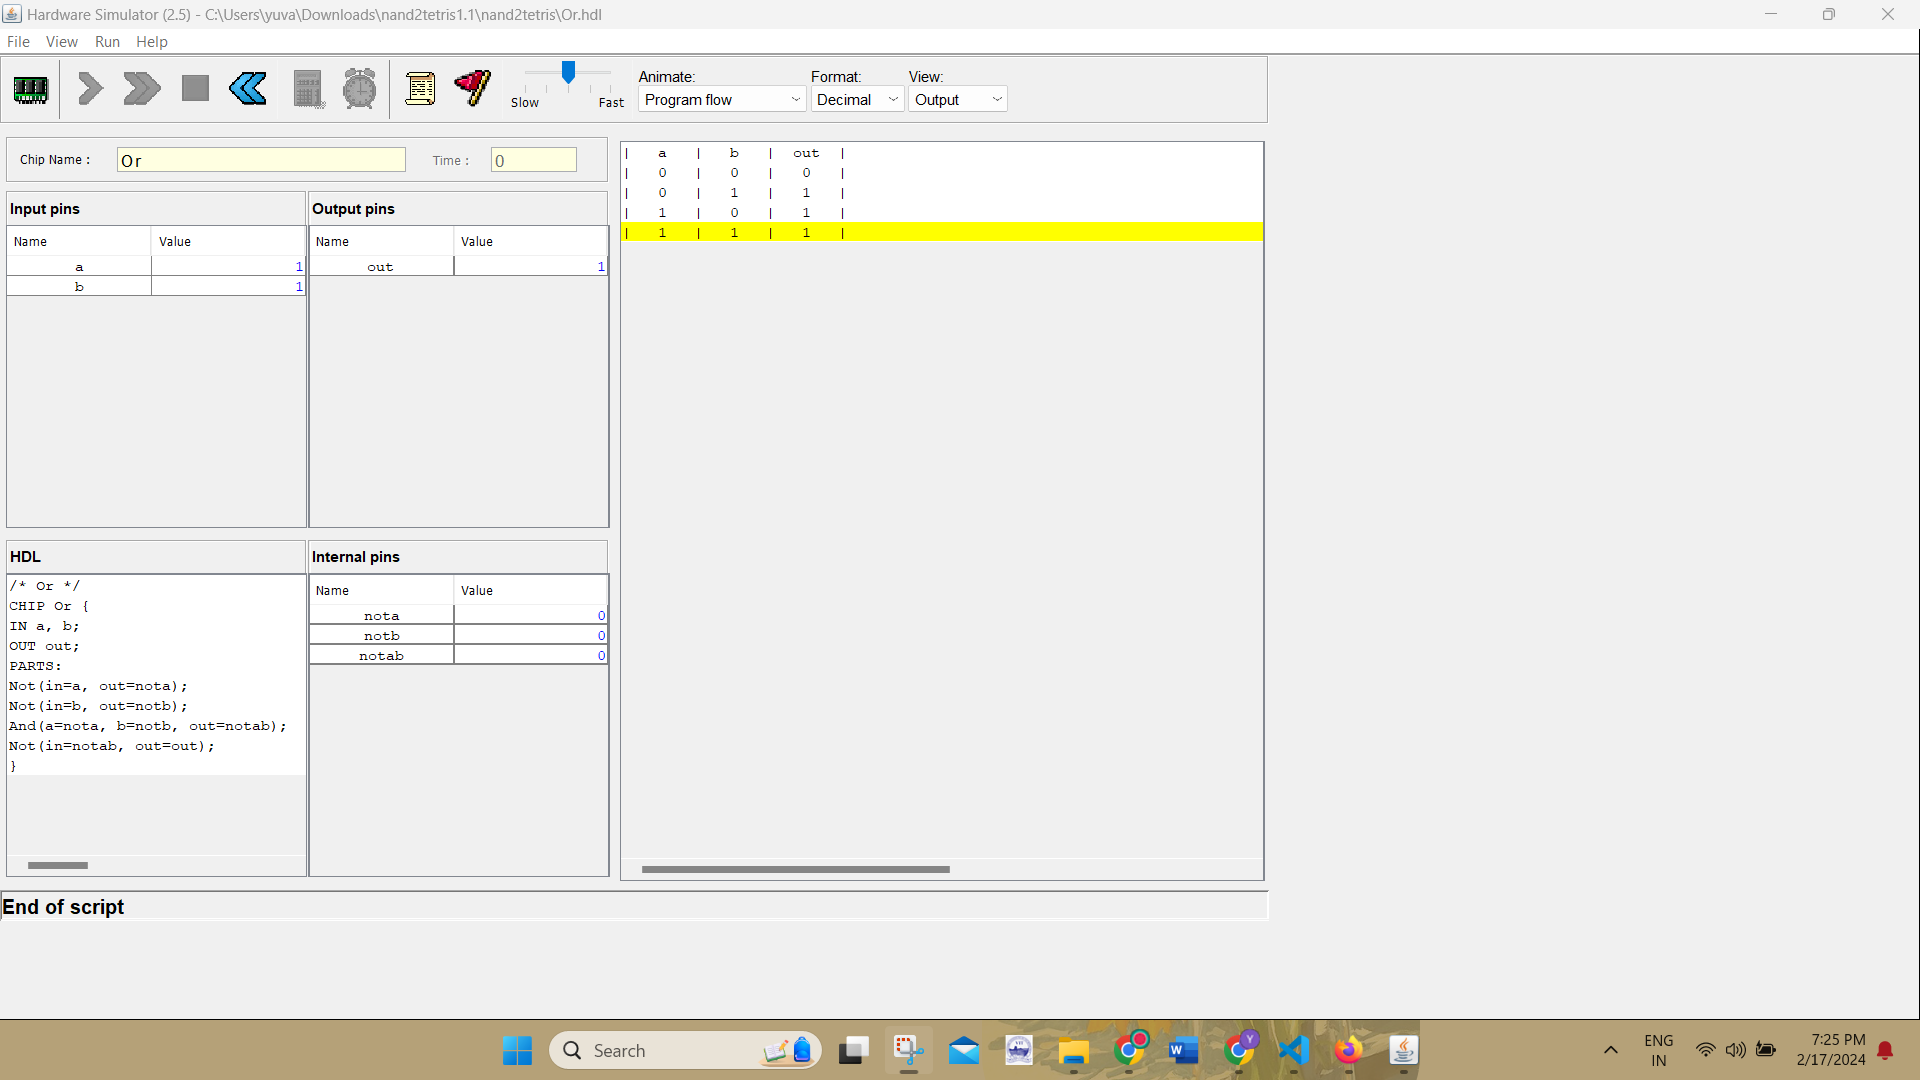 Hardware Simulator (2.5) - C:\Users\yuva\Downloads\nand2tetris1.1\nand2tetris\Or.hdl
File View Run Help
Animate: Format: View:
Slow Fast Program flow Decimal Output
Chip Name : Or Time : 0
Input pins
Name Value
a 1
b 1
Output pins
Name Value
out 1
| a | b | out |
| 0 | 0 | 0 |
| 0 | 1 | 1 |
| 1 | 0 | 1 |
| 1 | 1 | 1 |
HDL
/* Or */
CHIP Or {
IN a, b;
OUT out;
PARTS:
Not(in=a, out=nota);
Not(in=b, out=notb);
And(a=nota, b=notb, out=notab);
Not(in=notab, out=out);
}
Internal pins
Name Value
nota 0
notb 0
notab 0
End of script
Search
ENG
IN
7:25 PM
2/17/2024